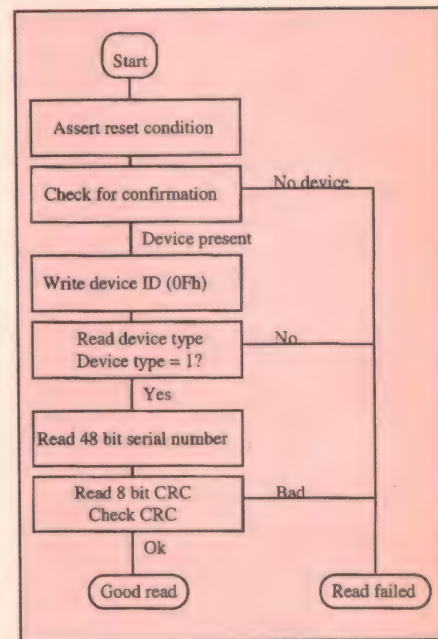 Start
Assert reset condition
Check for confirmation
No device
Device present
Write device ID (0Fh)
Read device type
Device type = 1?
No
Yes
Read 48 bit serial number
Read 8 bit CRC
Check CRC
Bad
Ok
Good read
Read failed